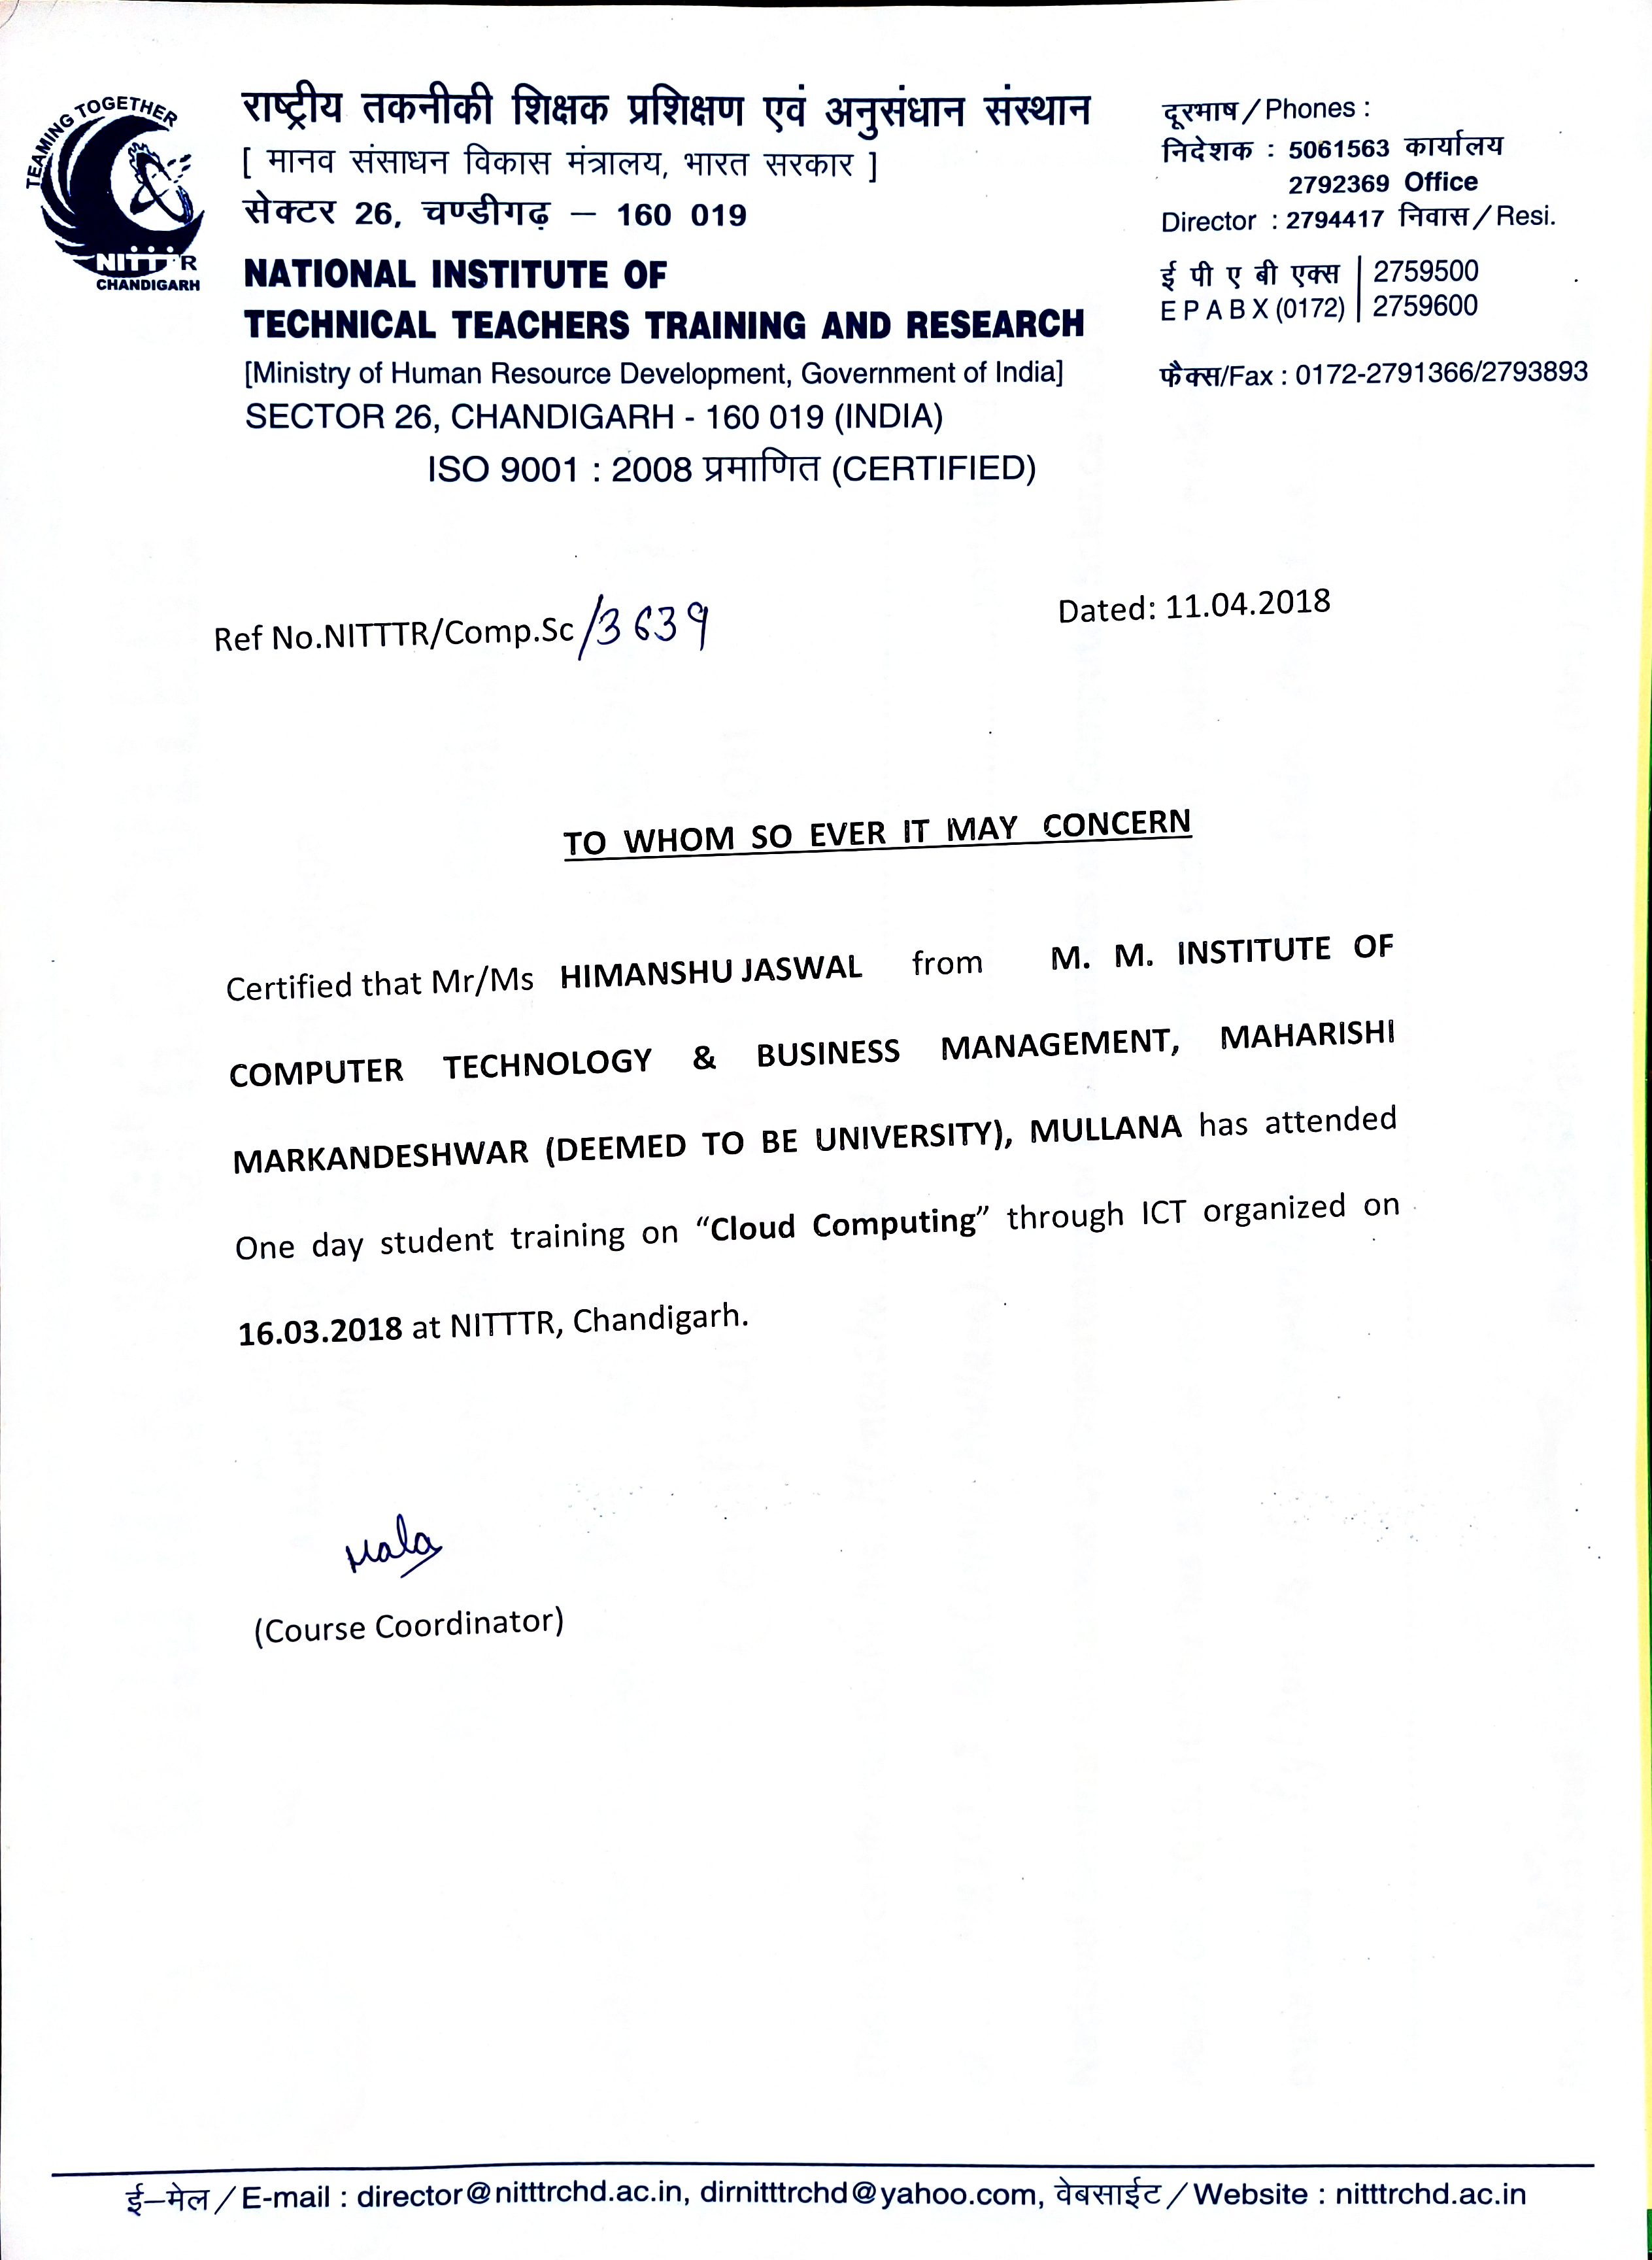 TEAMING TOGETHER
NITTTR
CHANDIGARH
राष्ट्रीय तकनीकी शिक्षक प्रशिक्षण एवं अनुसंधान संस्थान
[ मानव संसाधन विकास मंत्रालय, भारत सरकार ]
सेक्टर 26, चण्डीगढ़ – 160 019
NATIONAL INSTITUTE OF
TECHNICAL TEACHERS TRAINING AND RESEARCH
[Ministry of Human Resource Development, Government of India]
SECTOR 26, CHANDIGARH - 160 019 (INDIA)
ISO 9001 : 2008 प्रमाणित (CERTIFIED)
दूरभाष / Phones :
निदेशक : 5061563 कार्यालय
2792369 Office
Director : 2794417 निवास / Resi.
ई पी ए बी एक्स | 2759500
E P A B X (0172) | 2759600
फैक्स/Fax : 0172-2791366/2793893
Ref No.NITTTR/Comp.Sc/3639
Dated: 11.04.2018
TO WHOM SO EVER IT MAY CONCERN
Certified that Mr/Ms HIMANSHU JASWAL from M. M. INSTITUTE OF
COMPUTER TECHNOLOGY & BUSINESS MANAGEMENT, MAHARISHI
MARKANDESHWAR (DEEMED TO BE UNIVERSITY), MULLANA has attended
One day student training on “Cloud Computing” through ICT organized on
16.03.2018 at NITTTR, Chandigarh.
Mala
(Course Coordinator)
ई–मेल / E-mail : director@nitttrchd.ac.in, dirnitttrchd@yahoo.com, वेबसाईट / Website : nitttrchd.ac.in